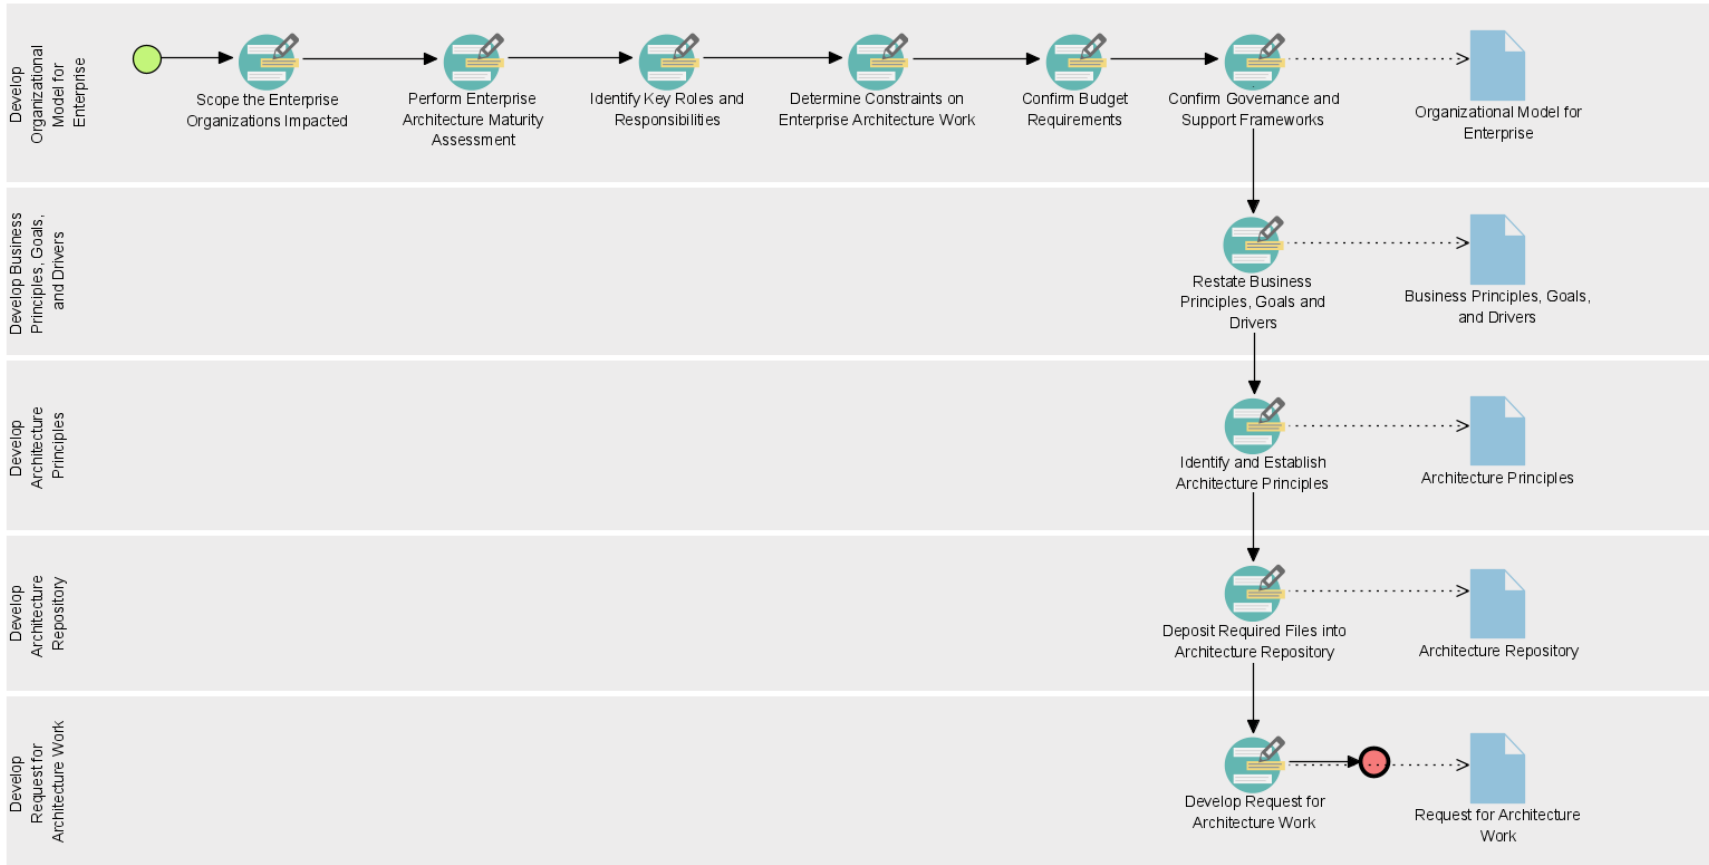 Develop
Organizational
Model for
Enterprise
Scope the Enterprise
Organizations Impacted
Perform Enterprise
Architecture Maturity
Assessment
Identify Key Roles and
Responsibilities
Determine Constraints on
Enterprise Architecture Work
Confirm Budget
Requirements
Confirm Governance and
Support Frameworks
Organizational Model for
Enterprise
Develop Business
Principles, Goals,
and Drivers
Restate Business
Principles, Goals and
Drivers
Business Principles, Goals,
and Drivers
Develop
Architecture
Principles
Identify and Establish
Architecture Principles
Architecture Principles
Develop
Architecture
Repository
Deposit Required Files into
Architecture Repository
Architecture Repository
Develop
Request for
Architecture Work
Develop Request for
Architecture Work
Request for Architecture
Work